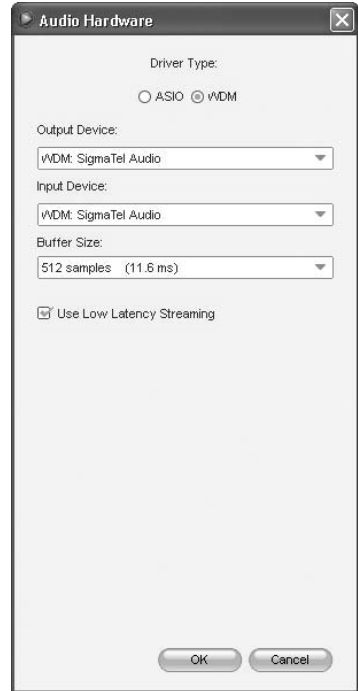 Audio Hardware
Driver Type:
ASIO WDM
Output Device:
WDM: SigmaTel Audio
Input Device:
WDM: SigmaTel Audio
Buffer Size:
512 samples (11.6 ms)
Use Low Latency Streaming
OK Cancel